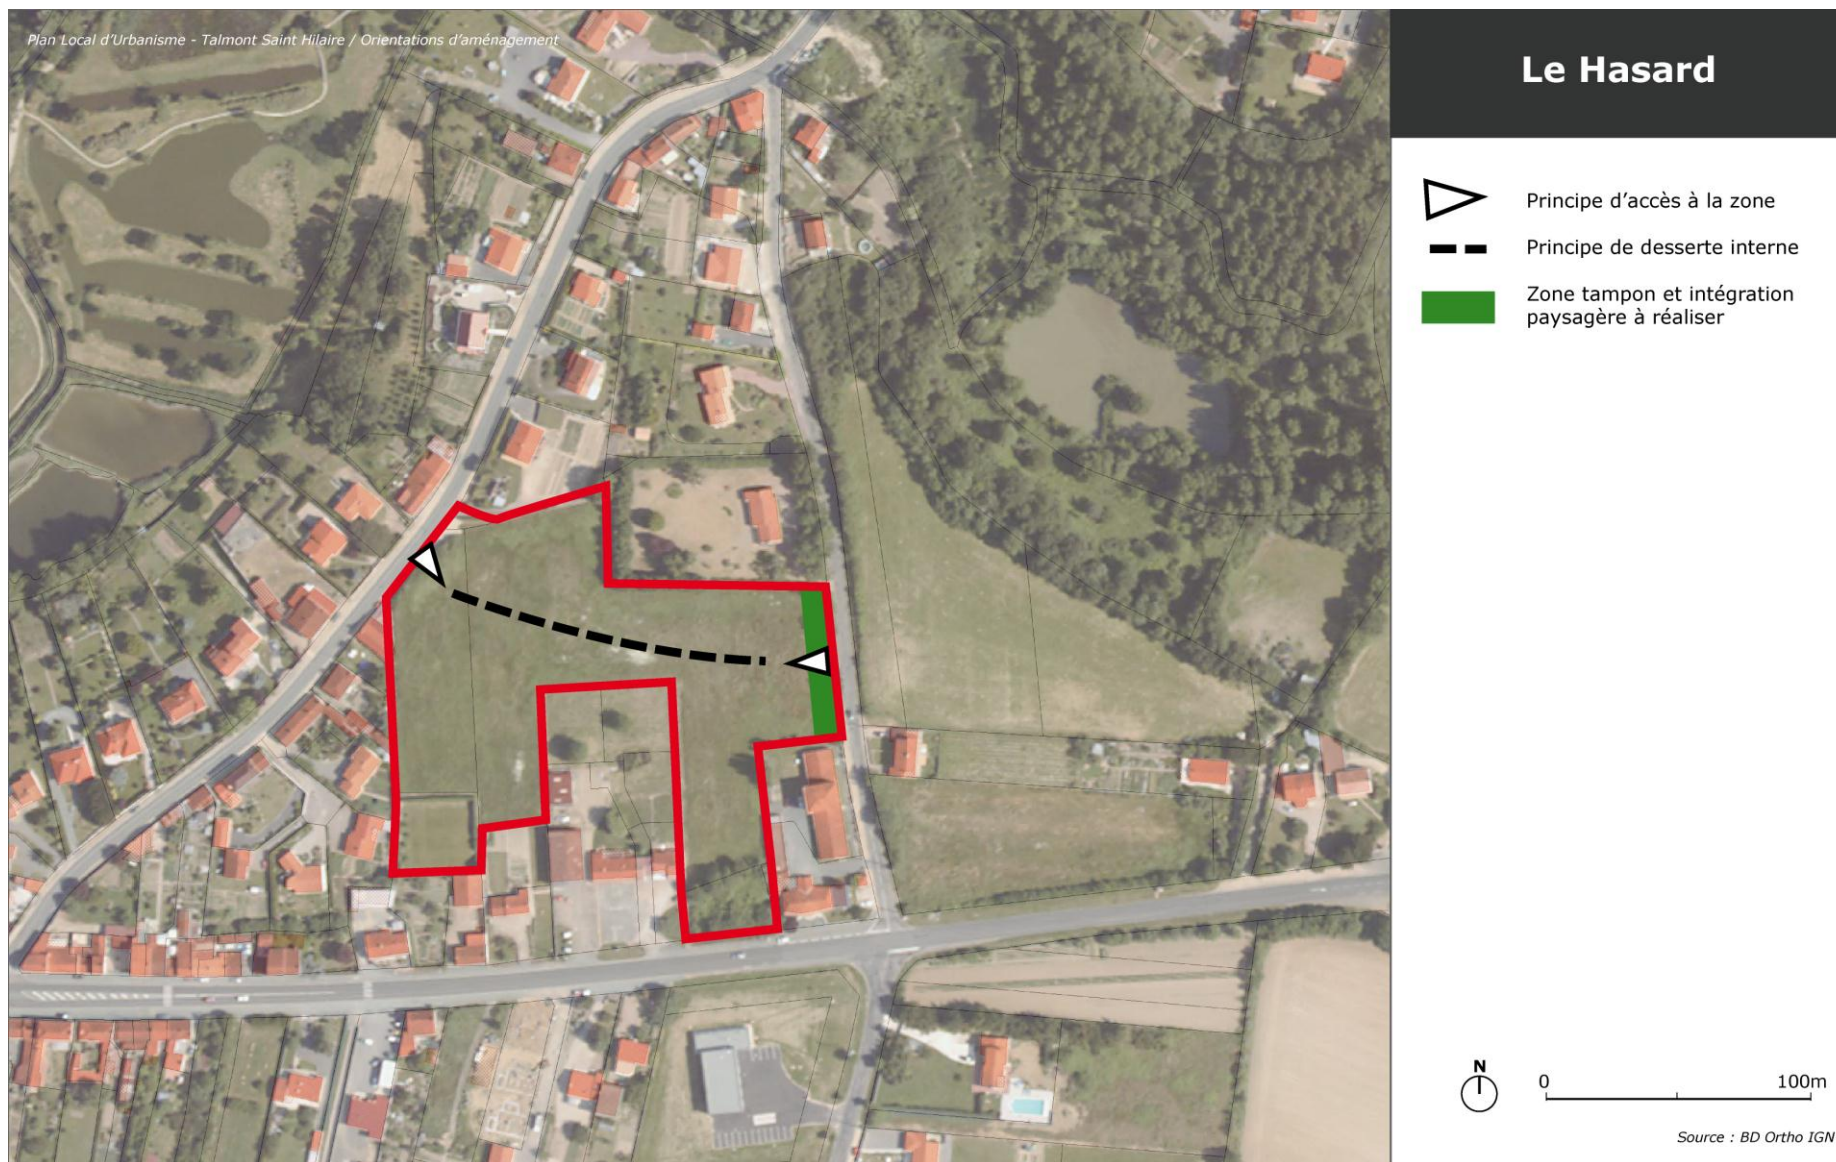 Plan Local d'Urbanisme - Talmont Saint Hilaire / Orientations d'aménagement
Le Hasard
Principe d'accès à la zone
Principe de desserte interne
Zone tampon et intégration
paysagère à réaliser
N
0 100m
Source : BD Ortho IGN